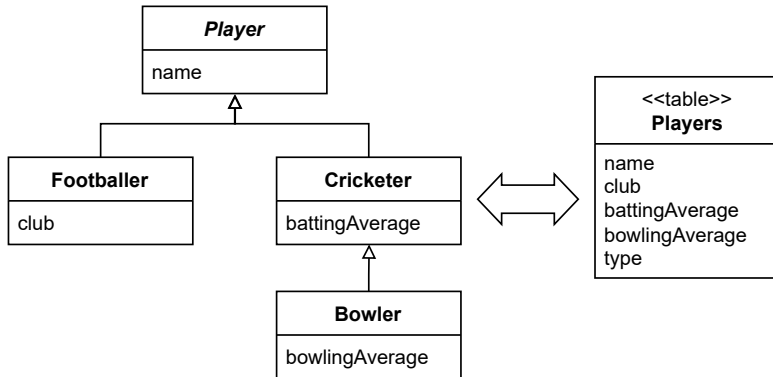 Player
name
Footballer
club
Cricketer
battingAverage
Bowler
bowlingAverage
<<table>>
Players
name
club
battingAverage
bowlingAverage
type